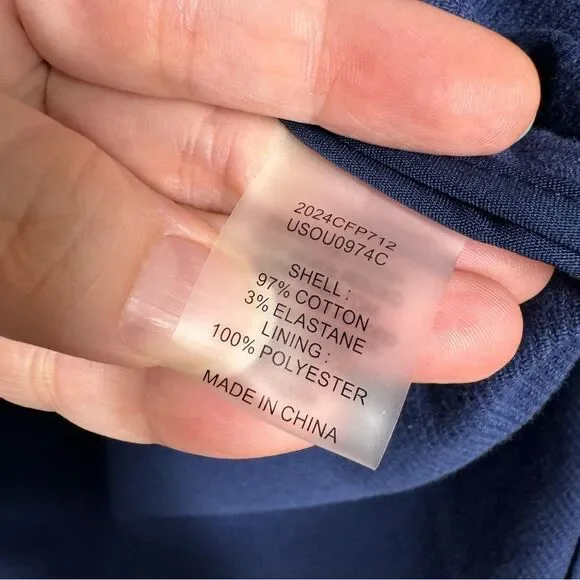 2024CFP712
USOU0974C
SHELL :
97% COTTON
3% ELASTANE
LINING :
100% POLYESTER
MADE IN CHINA